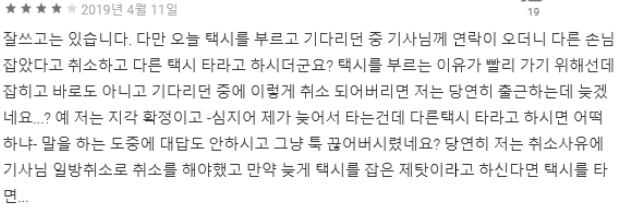 ★★★★★ 2019년 4월 11일
19
잘쓰고는 있습니다. 다만 오늘 택시를 부르고 기다리던 중 기사님께 연락이 오더니 다른 손님
잡았다고 취소하고 다른 택시 타라고 하시더군요? 택시를 부르는 이유가 빨리 가기 위해선데
잡히고 바로도 아니고 기다리던 중에 이렇게 취소 되어버리면 저는 당연히 출근하는데 늦겠
네요...? 예 저는 지각 확정이고 -심지어 제가 늦어서 타는건데 다른택시 타라고 하시면 어떡
하냐- 말을 하는 도중에 대답도 안하시고 그냥 툭 끊어버시렸네요? 당연히 저는 취소사유에
기사님 일방취소로 취소를 해야했고 만약 늦게 택시를 잡은 제탓이라고 하신다면 택시를 타
면...